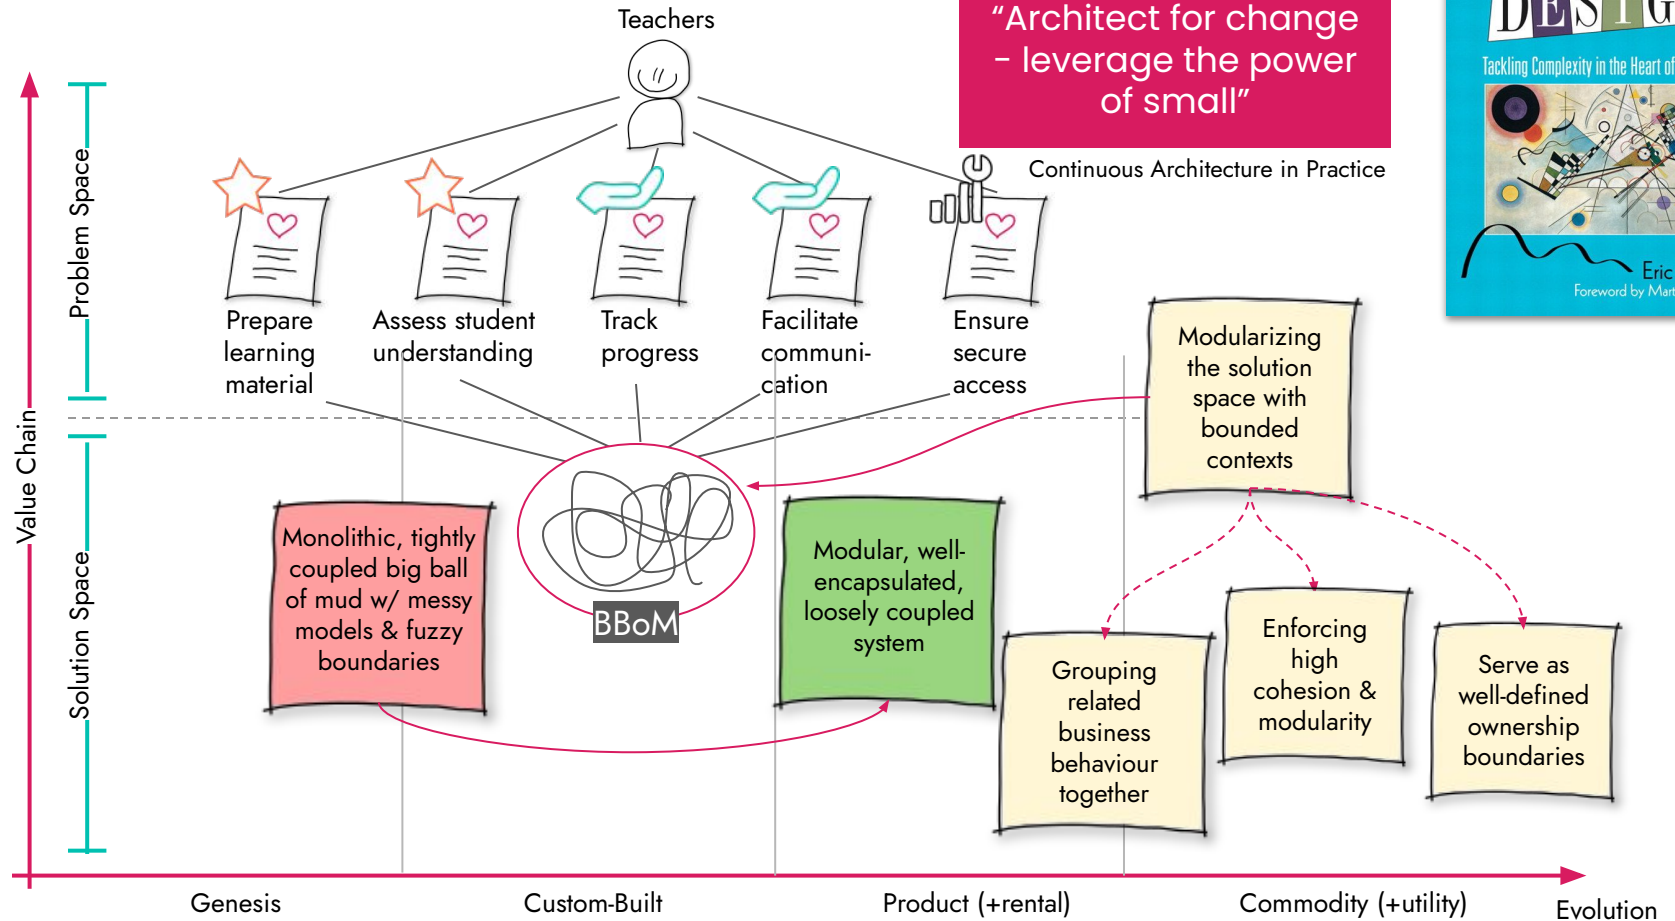 Teachers
“Architect for change
- leverage the power
of small”
Continuous Architecture in Practice
Tackling Complexity in the Heart of
Eric
Foreword by
Problem Space
Prepare
learning
material
Assess student
understanding
Track
progress
Facilitate
communi-
cation
Ensure
secure
access
Modularizing
the solution
space with
bounded
contexts
Value Chain
Solution Space
Monolithic, tightly
coupled big ball
of mud w/ messy
models & fuzzy
boundaries
BBoM
Modular, well-
encapsulated,
loosely coupled
system
Grouping
related
business
behaviour
together
Enforcing
high
cohesion &
modularity
Serve as
well-defined
ownership
boundaries
Genesis
Custom-Built
Product (+rental)
Commodity (+utility)
Evolution